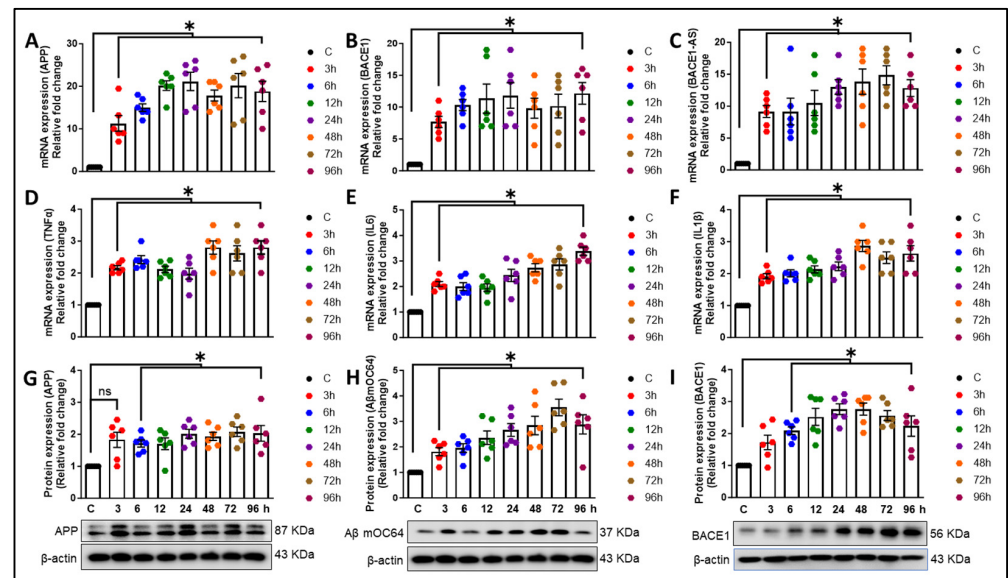 A
mRNA expression (APP)
Relative fold change
30
20
10
0
*
C
3h
6h
12h
24h
48h
72h
96h
B
mRNA expression (BACE1)
Relative fold change
20
15
10
5
0
*
C
3h
6h
12h
24h
48h
72h
96h
C
mRNA expression (BACE1-AS)
Relative fold change
20
15
10
5
0
*
C
3h
6h
12h
24h
48h
72h
96h
D
mRNA expression (TNFα)
Relative fold change
4
3
2
1
0
*
C
3h
6h
12h
24h
48h
72h
96h
E
mRNA expression (IL6)
Relative fold change
5
4
3
2
1
0
*
C
3h
6h
12h
24h
48h
72h
96h
F
mRNA expression (IL1β)
Relative fold change
4
3
2
1
0
*
C
3h
6h
12h
24h
48h
72h
96h
G
Protein expression (APP)
(Relative fold change)
4
3
2
1
0
ns
*
C
3h
6h
12h
24h
48h
72h
96h
C 3 6 12 24 48 72 96 h
APP
87 KDa
β-actin
43 KDa
H
Protein expression (AβmOC64)
(Relative fold change)
6
5
4
3
2
1
0
*
C
3h
6h
12h
24h
48h
72h
96h
C 3 6 12 24 48 72 96 h
Aβ mOC64
37 KDa
β-actin
43 KDa
I
Protein expression (BACE1)
(Relative fold change)
4
3
2
1
0
*
C
3h
6h
12h
24h
48h
72h
96h
C 3 6 12 24 48 72 96 h
BACE1
56 KDa
β-actin
43 KDa